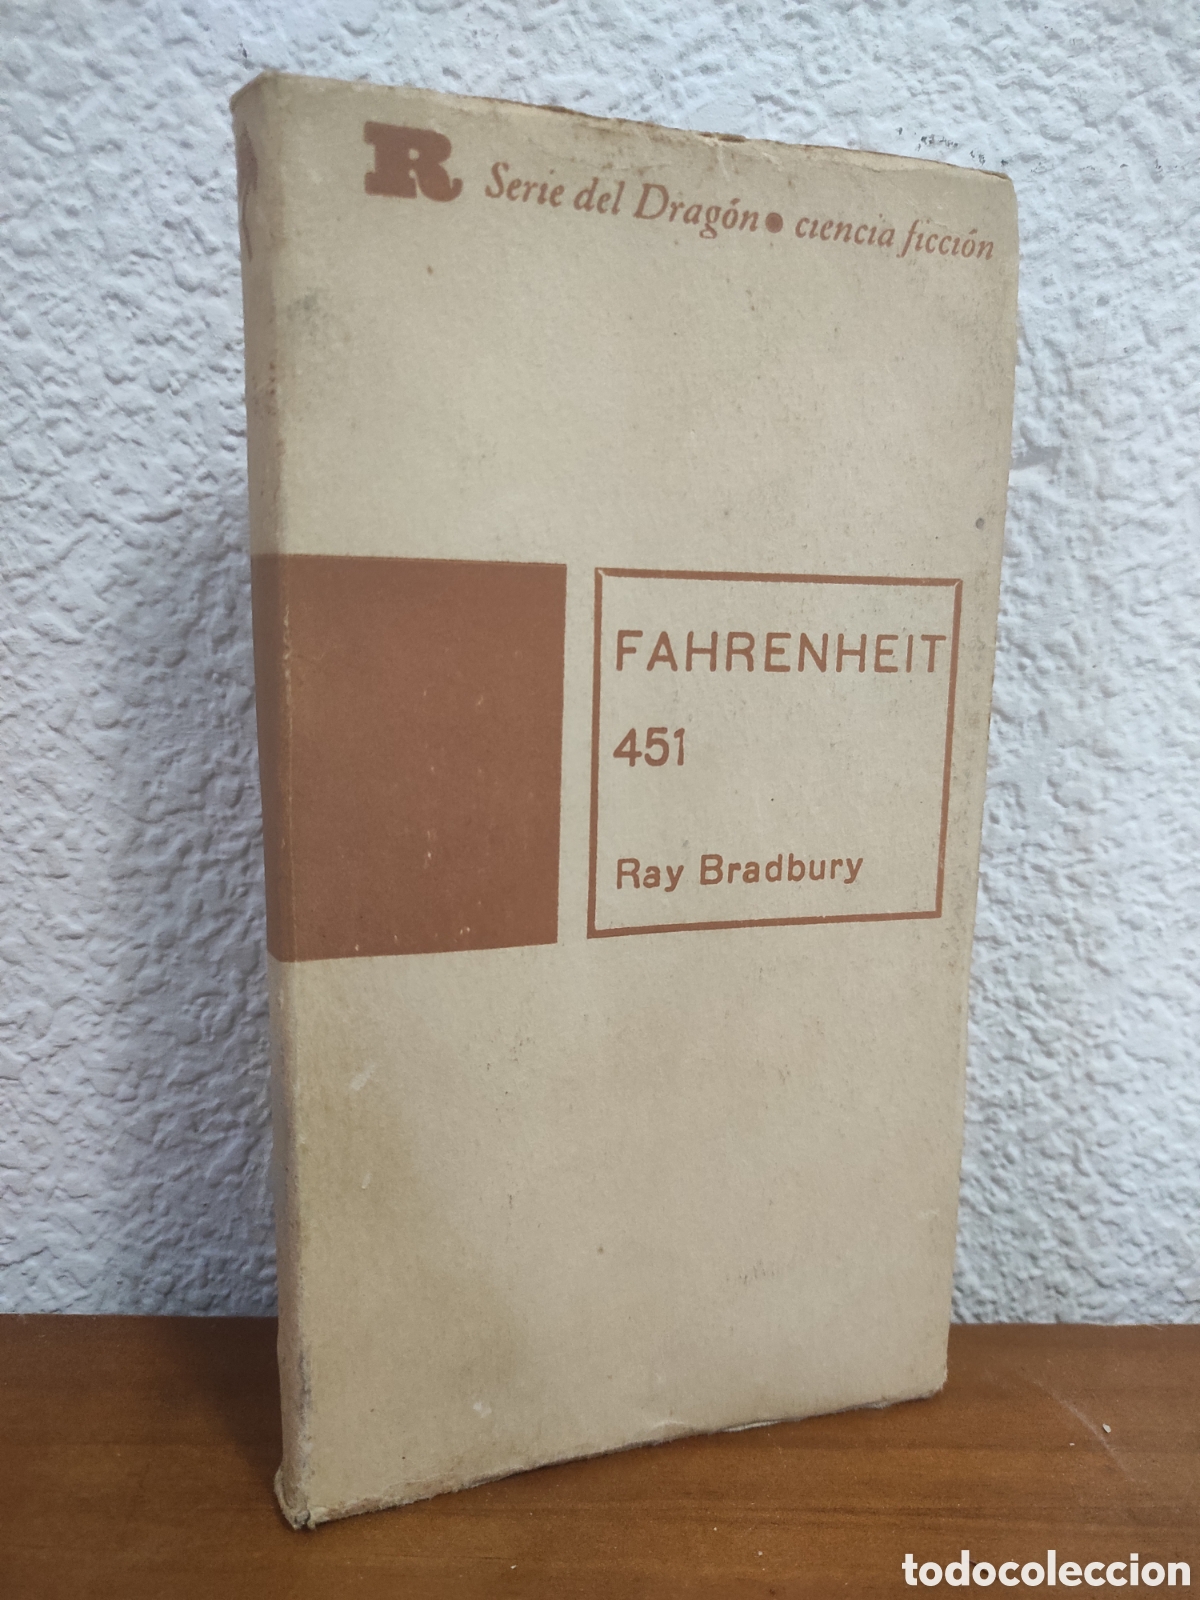 R Serie del Dragón • ciencia ficción
FAHRENHEIT
451
Ray Bradbury
todocoleccion